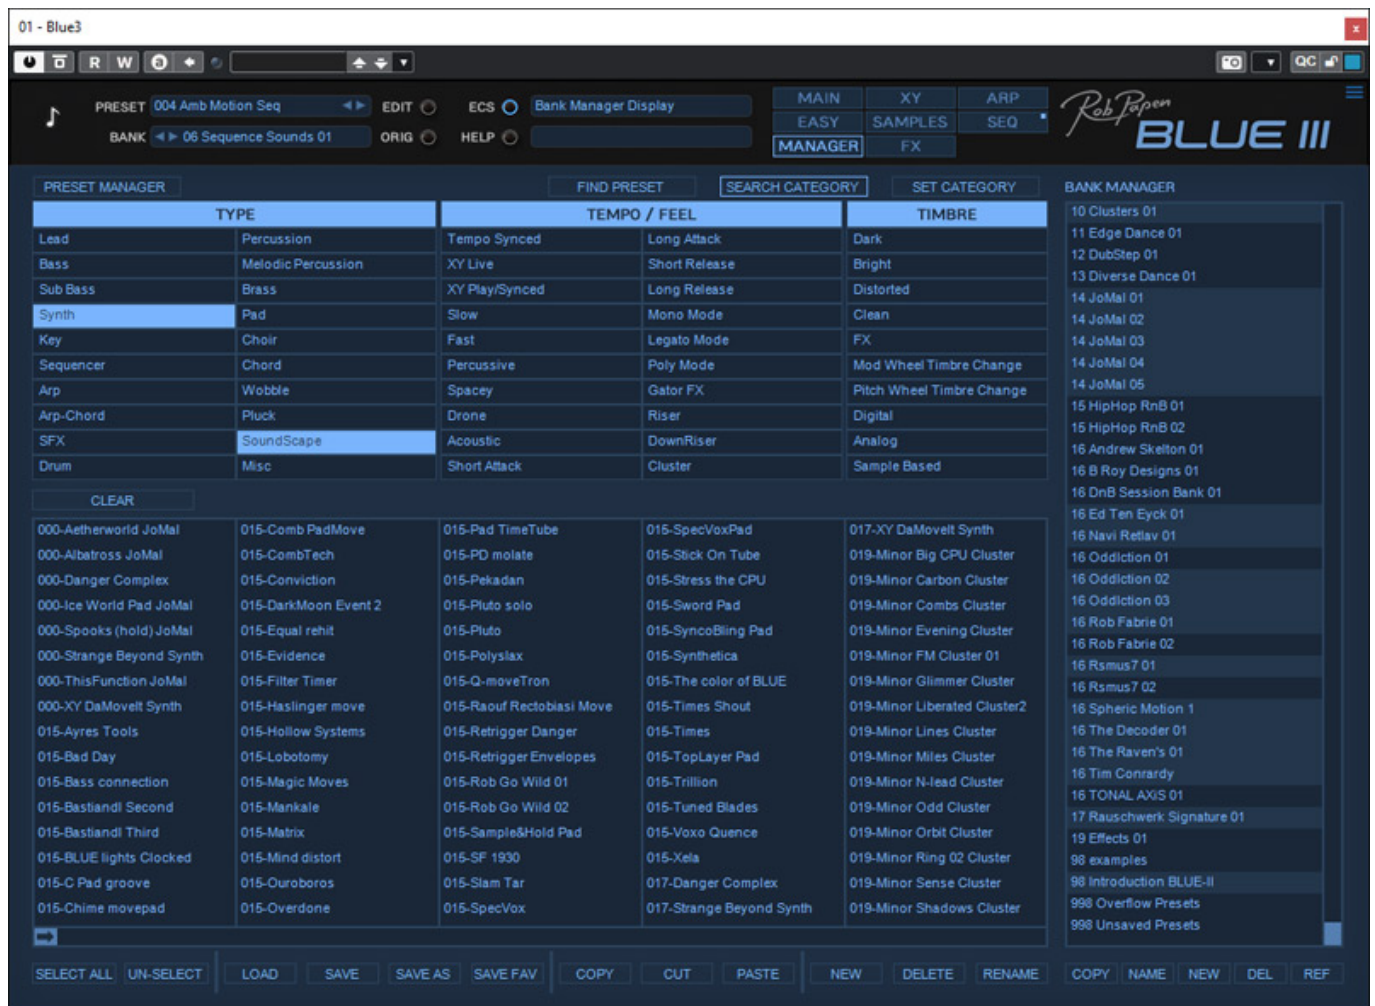 01 - Blue3
x
R W QC
PRESET 004 Amb Motion Seq EDIT ECS Bank Manager Display MAIN XY ARP
EASY SAMPLES SEQ
BANK 06 Sequence Sounds 01 ORIG HELP MANAGER FX
Rob Papen
BLUE III
PRESET MANAGER FIND PRESET SEARCH CATEGORY SET CATEGORY BANK MANAGER
TYPE TEMPO / FEEL TIMBRE
Lead Percussion Tempo Synced Long Attack Dark
Bass Melodic Percussion XY Live Short Release Bright
Sub Bass Brass XY Play/Synced Long Release Distorted
Synth Pad Slow Mono Mode Clean
Key Choir Fast Legato Mode FX
Sequencer Chord Percussive Poly Mode Mod Wheel Timbre Change
Arp Wobble Spacey Gator FX Pitch Wheel Timbre Change
Arp-Chord Pluck Drone Riser Digital
SFX SoundScape Acoustic DownRiser Analog
Drum Misc Short Attack Cluster Sample Based
CLEAR
000-Aetherworld JoMal 015-Comb PadMove 015-Pad TimeTube 015-SpecVoxPad 017-XY DaMoveIt Synth
000-Albatross JoMal 015-CombTech 015-PD molate 015-Stick On Tube 019-Minor Big CPU Cluster
000-Danger Complex 015-Conviction 015-Pekadan 015-Stress the CPU 019-Minor Carbon Cluster
000-Ice World Pad JoMal 015-DarkMoon Event 2 015-Pluto solo 015-Sword Pad 019-Minor Combs Cluster
000-Spooks (hold) JoMal 015-Equal rehit 015-Pluto 015-SyncoBling Pad 019-Minor Evening Cluster
000-Strange Beyond Synth 015-Evidence 015-Polyslax 015-Synthetica 019-Minor FM Cluster 01
000-ThisFunction JoMal 015-Filter Timer 015-Q-moveTron 015-The color of BLUE 019-Minor Glimmer Cluster
000-XY DaMoveIt Synth 015-Haslinger move 015-Raouf Rectobiasi Move 015-Times Shout 019-Minor Liberated Cluster2
015-Ayres Tools 015-Hollow Systems 015-Retrigger Danger 015-Times 019-Minor Lines Cluster
015-Bad Day 015-Lobotomy 015-Retrigger Envelopes 015-TopLayer Pad 019-Minor Miles Cluster
015-Bass connection 015-Magic Moves 015-Rob Go Wild 01 015-Trillion 019-Minor N-lead Cluster
015-Bastiandl Second 015-Mankale 015-Rob Go Wild 02 015-Tuned Blades 019-Minor Odd Cluster
015-Bastiandl Third 015-Matrix 015-Sample&Hold Pad 015-Voxo Quence 019-Minor Orbit Cluster
015-BLUE lights Clocked 015-Mind distort 015-SF 1930 015-Xela 019-Minor Ring 02 Cluster
015-C Pad groove 015-Ouroboros 015-Slam Tar 017-Danger Complex 019-Minor Sense Cluster
015-Chime movepad 015-Overdone 015-SpecVox 017-Strange Beyond Synth 019-Minor Shadows Cluster
10 Clusters 01
11 Edge Dance 01
12 DubStep 01
13 Diverse Dance 01
14 JoMal 01
14 JoMal 02
14 JoMal 03
14 JoMal 04
14 JoMal 05
15 HipHop RnB 01
15 HipHop RnB 02
16 Andrew Skelton 01
16 B Roy Designs 01
16 DnB Session Bank 01
16 Ed Ten Eyck 01
16 Navi Retlav 01
16 OddIction 01
16 OddIction 02
16 OddIction 03
16 Rob Fabrie 01
16 Rob Fabrie 02
16 Rsmus7 01
16 Rsmus7 02
16 Spheric Motion 1
16 The Decoder 01
16 The Raven's 01
16 Tim Conrardy
16 TONAL AXiS 01
17 Rauschwerk Signature 01
19 Effects 01
98 examples
98 Introduction BLUE-II
998 Overflow Presets
998 Unsaved Presets
SELECT ALL UN-SELECT LOAD SAVE SAVE AS SAVE FAV COPY CUT PASTE NEW DELETE RENAME COPY NAME NEW DEL REF